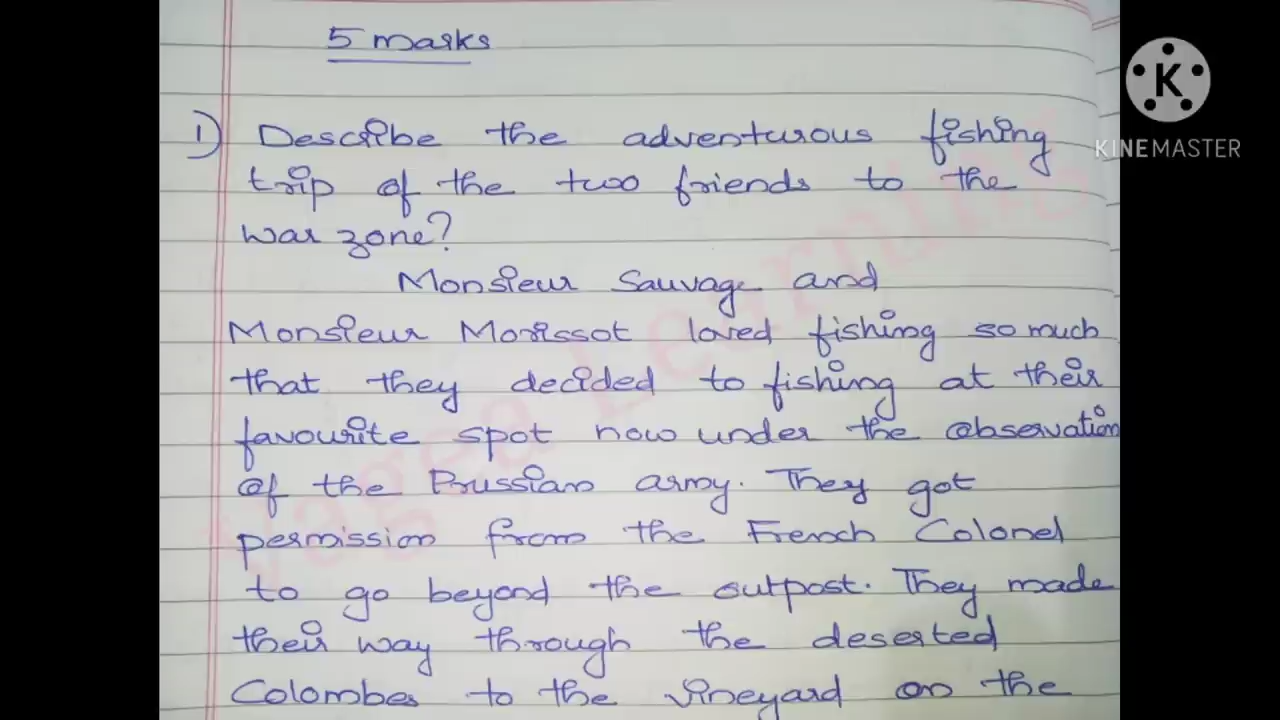 5 marks
1) Describe the adventurous fishing
trip of the two friends to the
war zone?
Monsieur Sauvage and
Monsieur Morissot loved fishing so much
that they decided to fishing at their
favourite spot now under the observation
of the Prussian army. They got
permission from the French Colonel
to go beyond the outpost. They made
their way through the deserted
Colombes to the vineyard on the
K
KINEMASTER